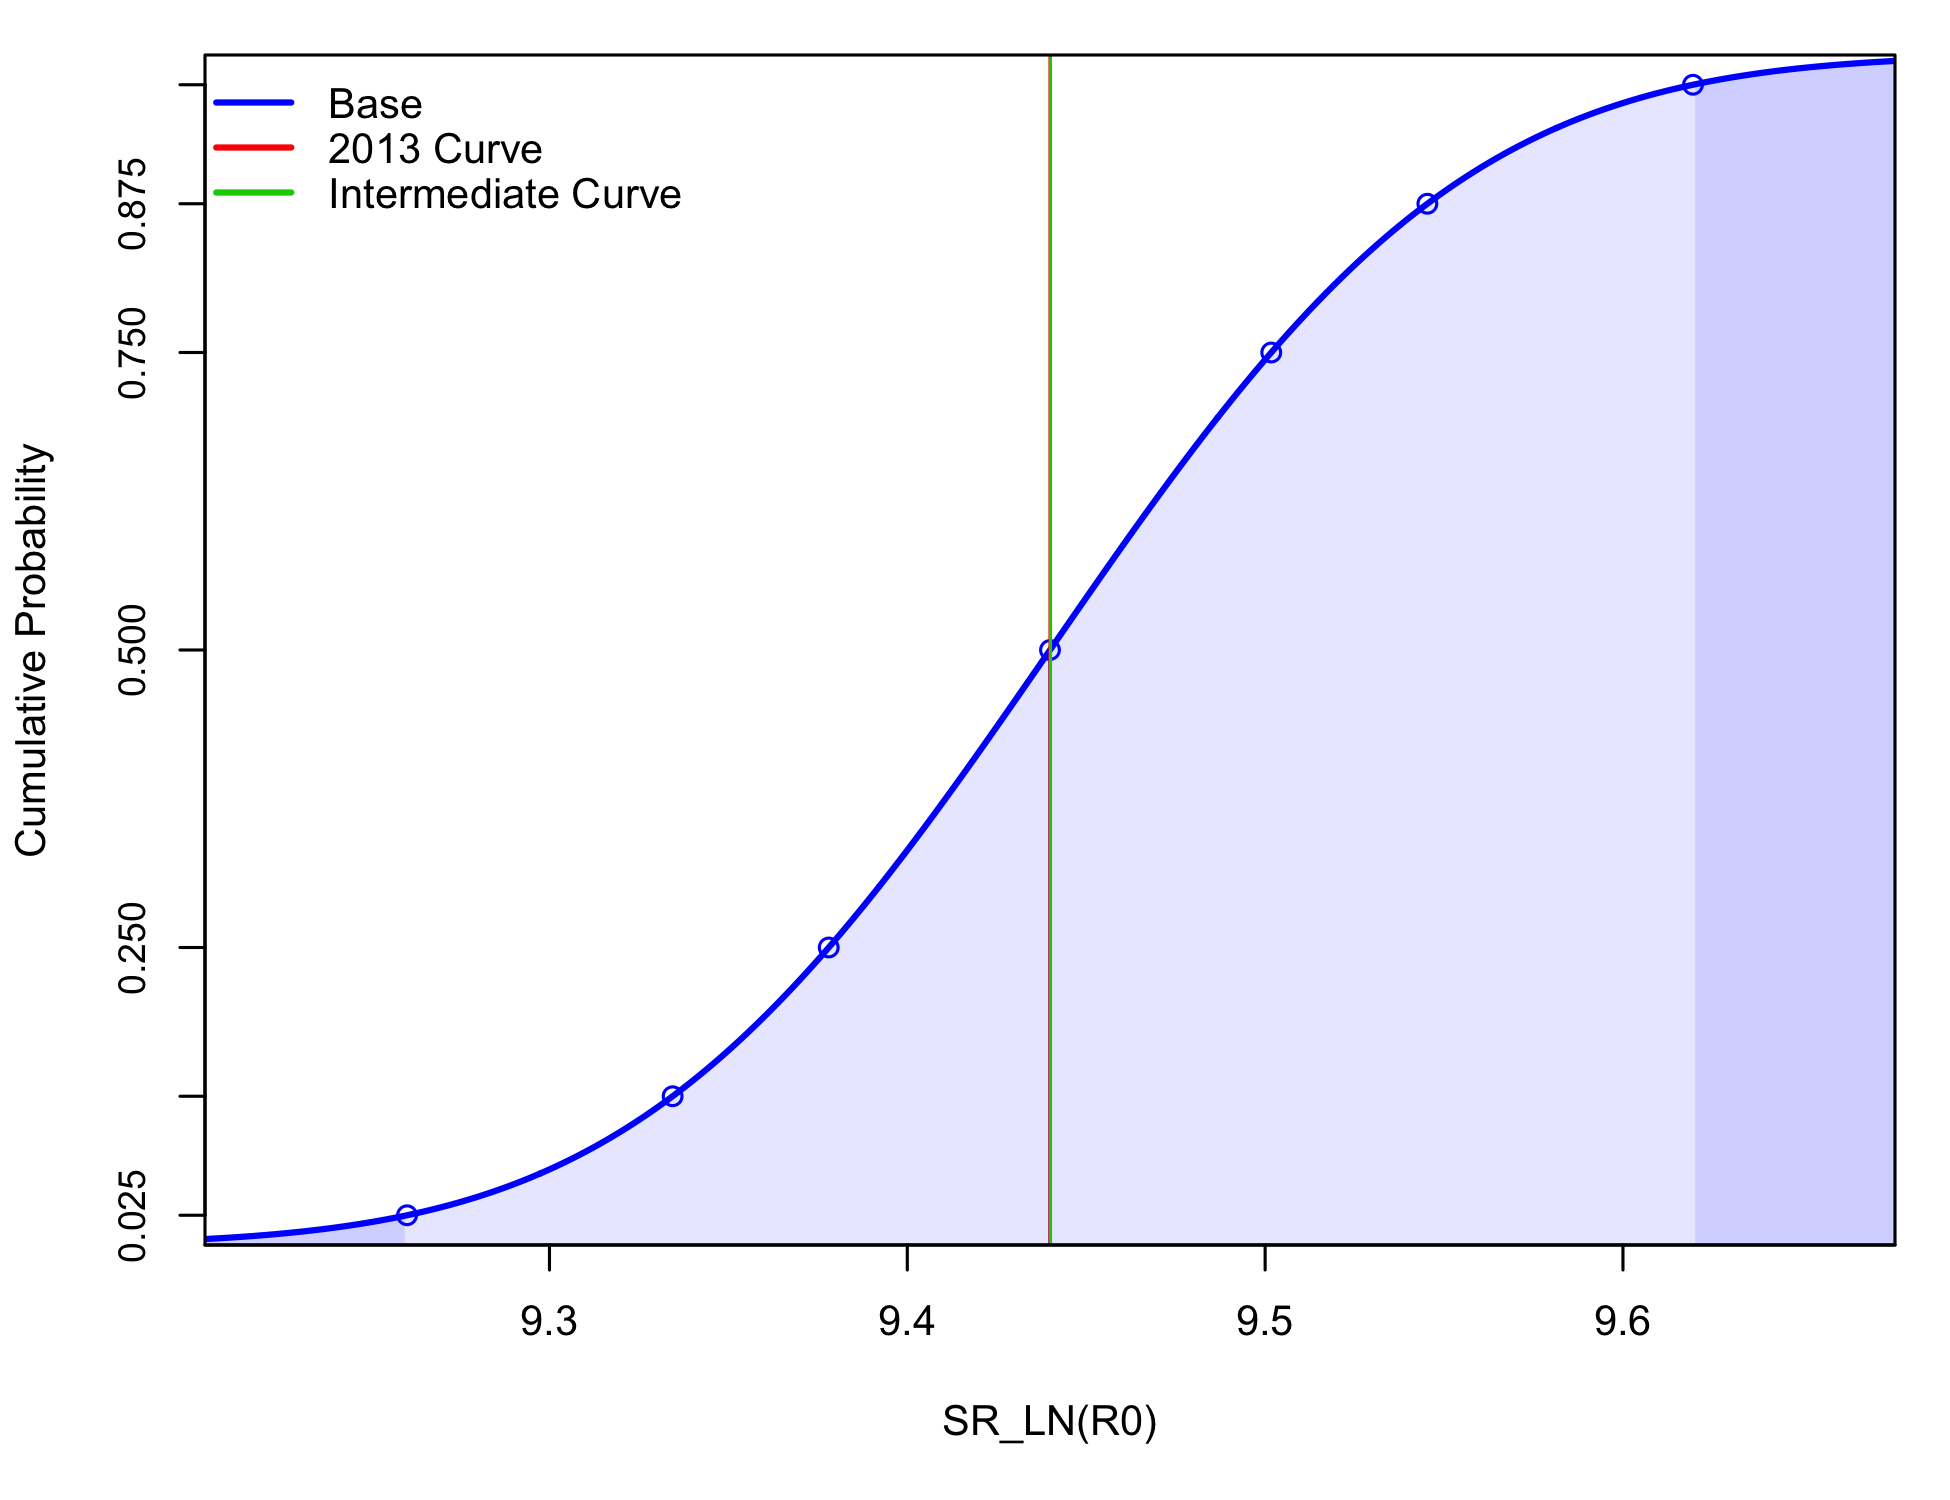 Base
2013 Curve
Intermediate Curve
Cumulative Probability
0.875
0.750
0.500
0.250
0.025
9.3 9.4 9.5 9.6
SR_LN(R0)